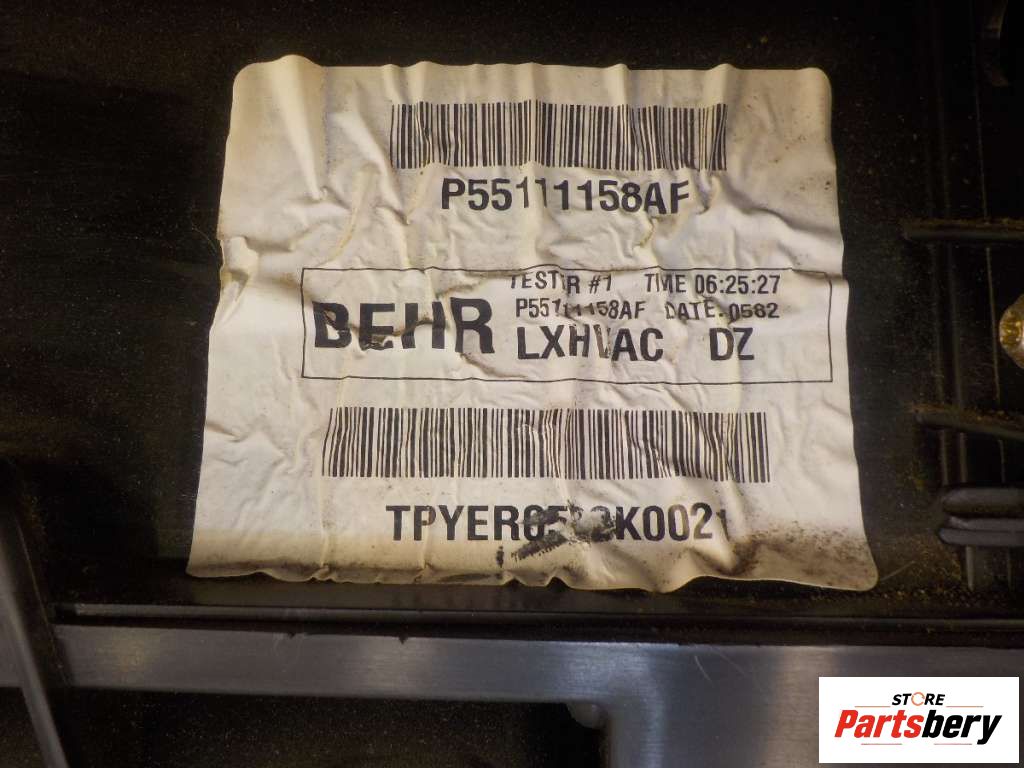 P55111158AF
TESTER #1 TIME 06:25:27
P55111158AF DATE: 0582
BEHR LXHVAC DZ
STORE
Partsbery